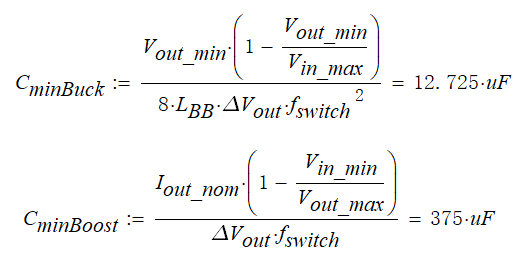 C_minBuck := V_out_min·(1 − V_out_min/V_in_max) / (8·L_BB·ΔV_out·f_switch^2) = 12.725·uF
C_minBoost := I_out_nom·(1 − V_in_min/V_out_max) / (ΔV_out·f_switch) = 375·uF